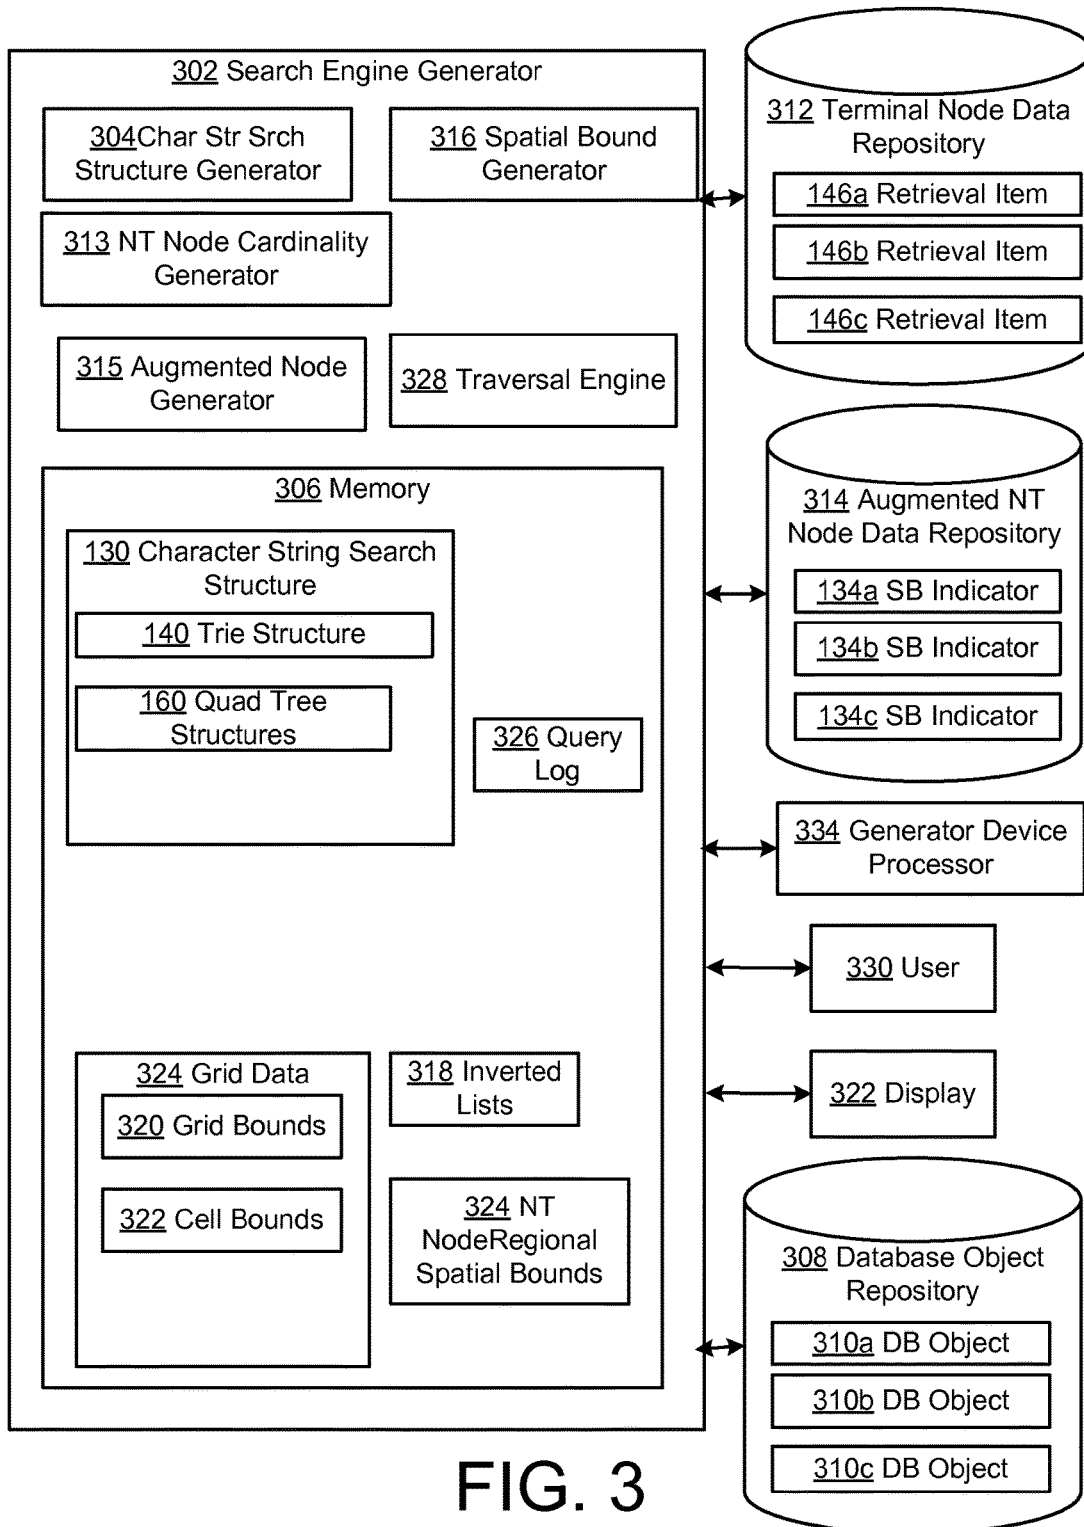 302 Search Engine Generator
304Char Str Srch
Structure Generator
316 Spatial Bound
Generator
313 NT Node Cardinality
Generator
315 Augmented Node
Generator
328 Traversal Engine
306 Memory
130 Character String Search
Structure
140 Trie Structure
160 Quad Tree
Structures
326 Query
Log
324 Grid Data
320 Grid Bounds
322 Cell Bounds
318 Inverted
Lists
324 NT
NodeRegional
Spatial Bounds
312 Terminal Node Data
Repository
146a Retrieval Item
146b Retrieval Item
146c Retrieval Item
314 Augmented NT
Node Data Repository
134a SB Indicator
134b SB Indicator
134c SB Indicator
334 Generator Device
Processor
330 User
322 Display
308 Database Object
Repository
310a DB Object
310b DB Object
310c DB Object
FIG. 3